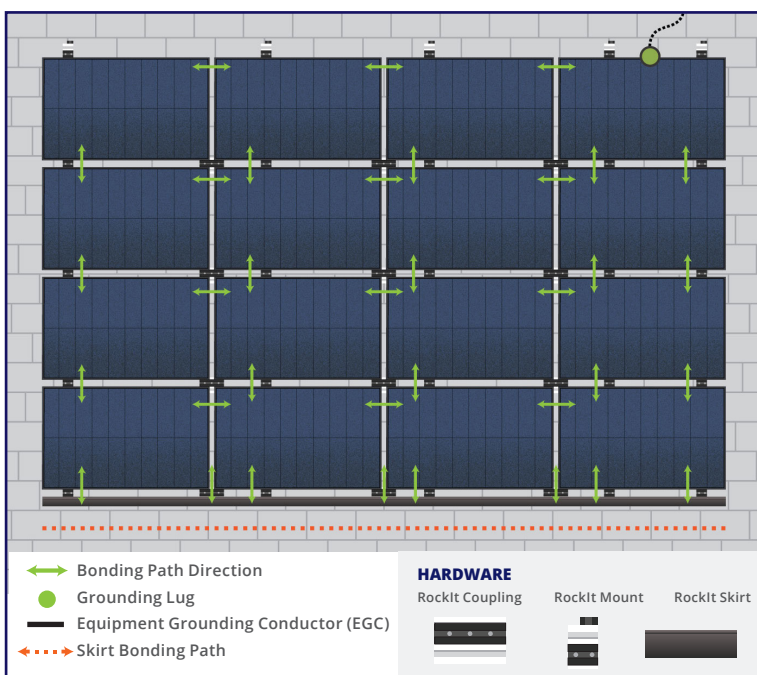 Bonding Path Direction
Grounding Lug
Equipment Grounding Conductor (EGC)
Skirt Bonding Path
HARDWARE
RockIt Coupling RockIt Mount RockIt Skirt